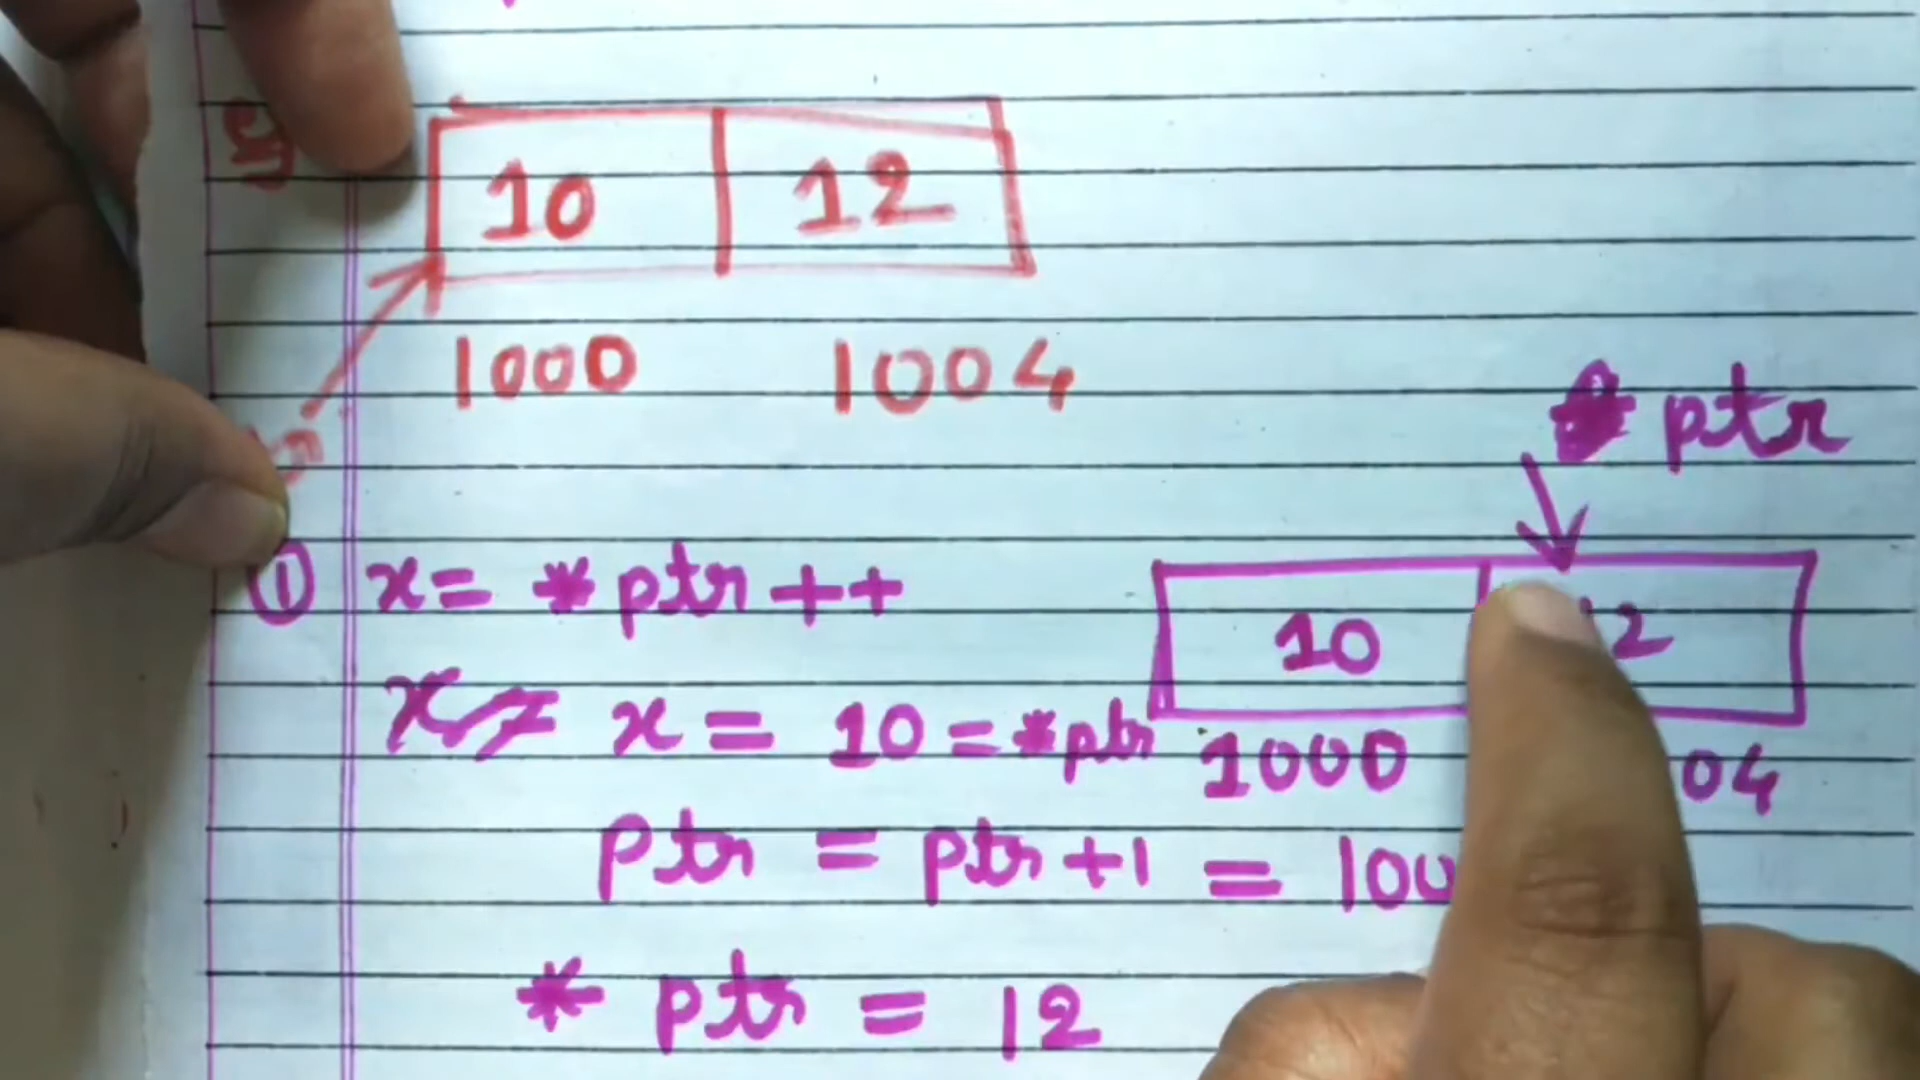 10 12
1000 1004
ptr
① x= *ptr++
10
x = 10 = *ptr 1000
ptr = ptr +1 =
* ptr = 12